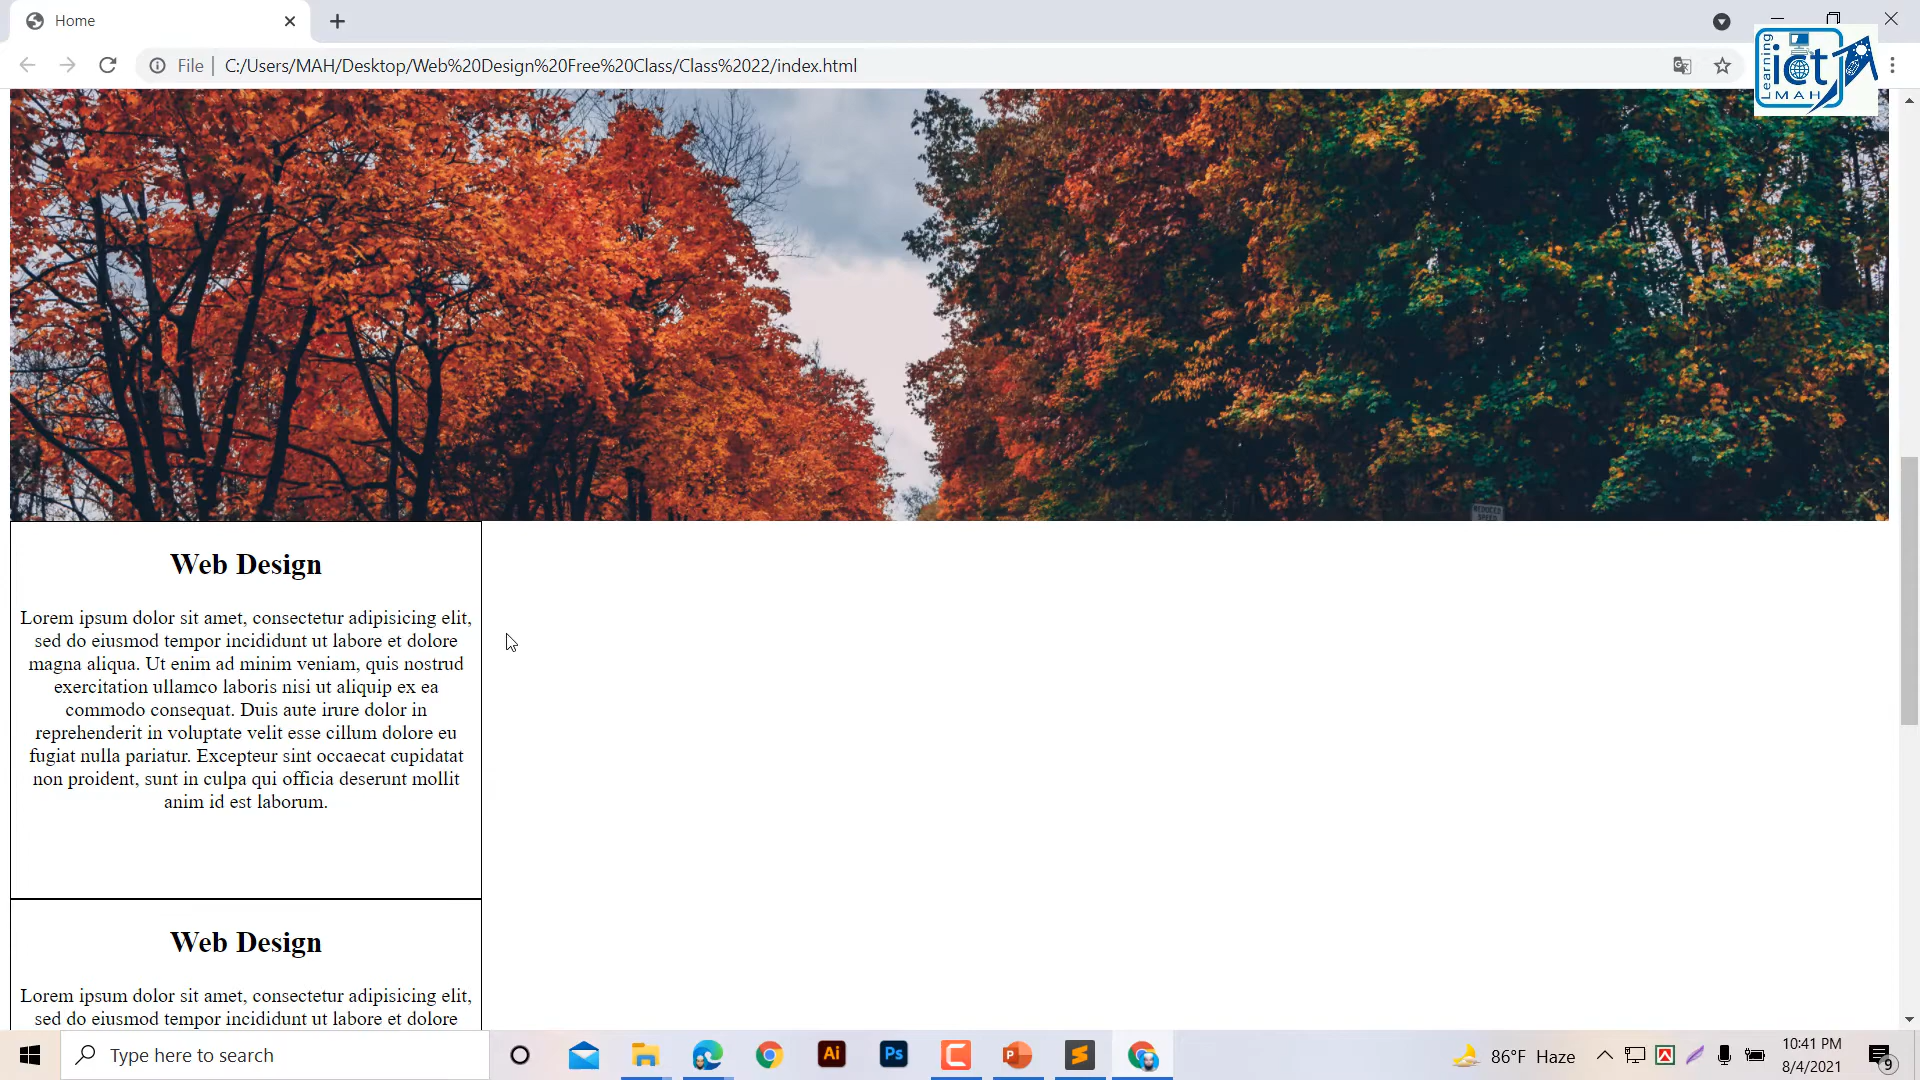 Home
File
C:/Users/MAH/Desktop/Web%20Design%20Free%20Class/Class%2022/index.html
Learning
ict
MAH
REDUCED
SPEED
Web Design
Lorem ipsum dolor sit amet, consectetur adipisicing elit,
sed do eiusmod tempor incididunt ut labore et dolore
magna aliqua. Ut enim ad minim veniam, quis nostrud
exercitation ullamco laboris nisi ut aliquip ex ea
commodo consequat. Duis aute irure dolor in
reprehenderit in voluptate velit esse cillum dolore eu
fugiat nulla pariatur. Excepteur sint occaecat cupidatat
non proident, sunt in culpa qui officia deserunt mollit
anim id est laborum.
Web Design
Lorem ipsum dolor sit amet, consectetur adipisicing elit,
sed do eiusmod tempor incididunt ut labore et dolore
Type here to search
Ai
Ps
P
86°F Haze
10:41 PM
8/4/2021
9